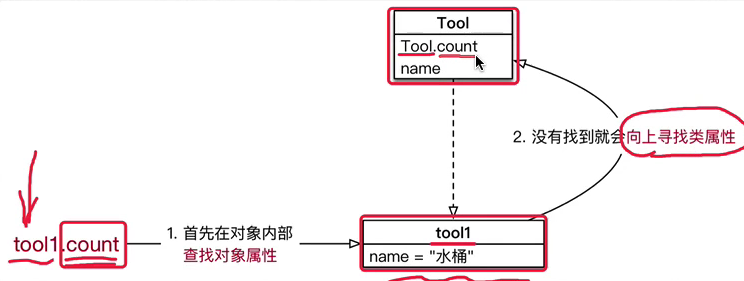 Tool
Tool.count
name
2. 没有找到就会向上寻找类属性
tool1.count
1. 首先在对象内部
查找对象属性
tool1
name = "水桶"